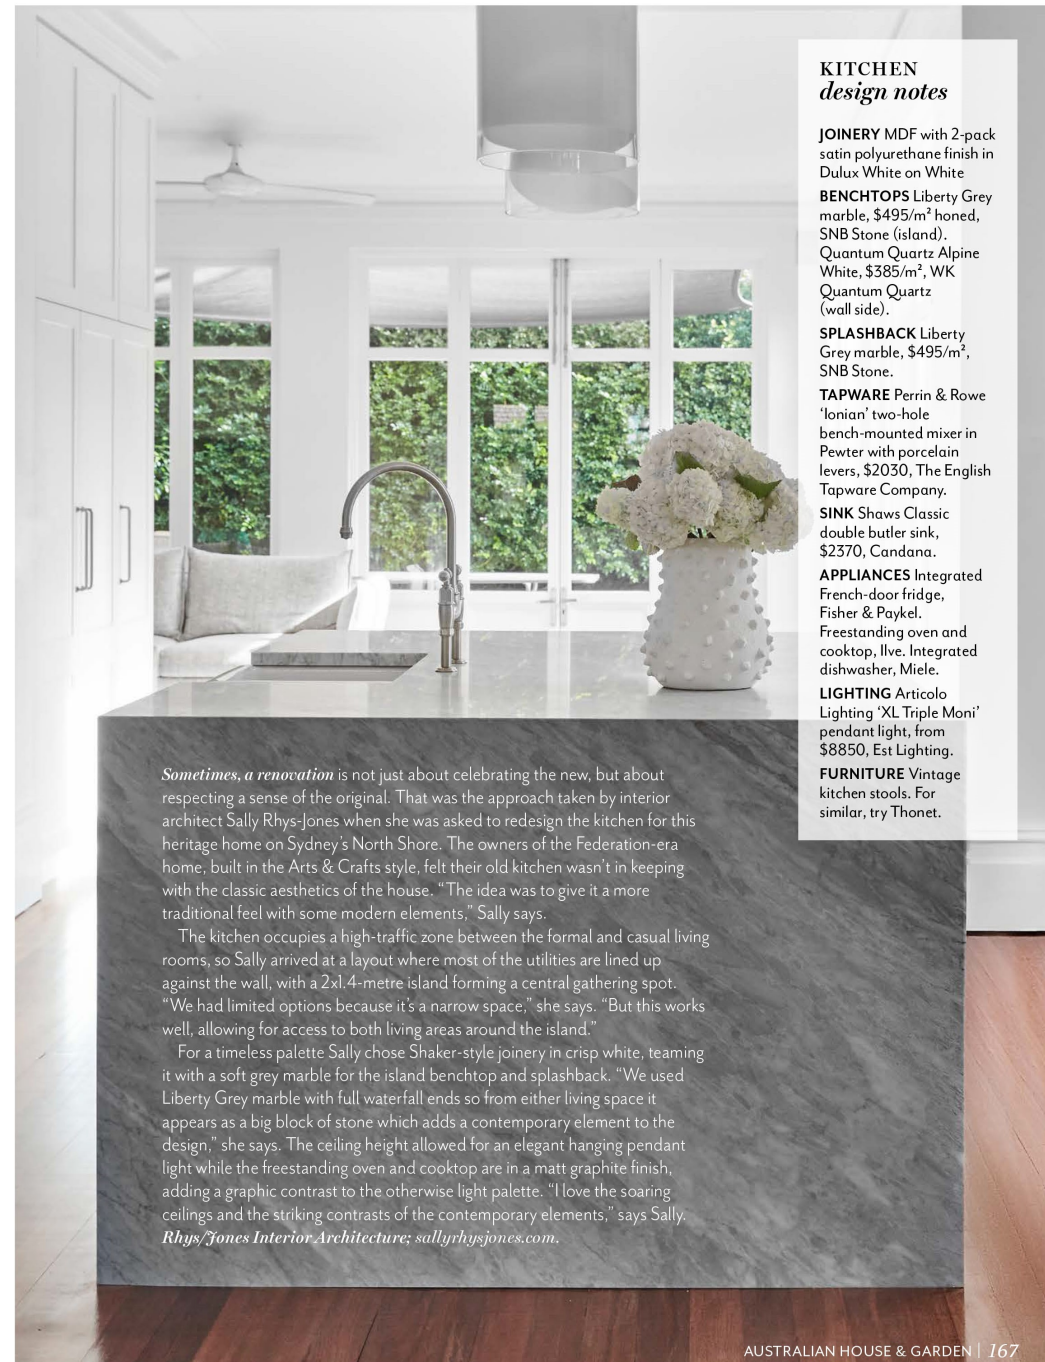 KITCHEN
design notes
JOINERY MDF with 2-pack
satin polyurethane finish in
Dulux White on White
BENCHTOPS Liberty Grey
marble, $495/m² honed,
SNB Stone (island).
Quantum Quartz Alpine
White, $385/m², WK
Quantum Quartz
(wall side).
SPLASHBACK Liberty
Grey marble, $495/m²,
SNB Stone.
TAPWARE Perrin & Rowe
‘Ionian’ two-hole
bench-mounted mixer in
Pewter with porcelain
levers, $2030, The English
Tapware Company.
SINK Shaws Classic
double butler sink,
$2370, Candana.
APPLIANCES Integrated
French-door fridge,
Fisher & Paykel.
Freestanding oven and
cooktop, Ilve. Integrated
dishwasher, Miele.
LIGHTING Articolo
Lighting ‘XL Triple Moni’
pendant light, from
$8850, Est Lighting.
FURNITURE Vintage
kitchen stools. For
similar, try Thonet.
Sometimes, a renovation is not just about celebrating the new, but about
respecting a sense of the original. That was the approach taken by interior
architect Sally Rhys-Jones when she was asked to redesign the kitchen for this
heritage home on Sydney’s North Shore. The owners of the Federation-era
home, built in the Arts & Crafts style, felt their old kitchen wasn’t in keeping
with the classic aesthetics of the house. “The idea was to give it a more
traditional feel with some modern elements,” Sally says.
The kitchen occupies a high-traffic zone between the formal and casual living
rooms, so Sally arrived at a layout where most of the utilities are lined up
against the wall, with a 2x1.4-metre island forming a central gathering spot.
“We had limited options because it’s a narrow space,” she says. “But this works
well, allowing for access to both living areas around the island.”
For a timeless palette Sally chose Shaker-style joinery in crisp white, teaming
it with a soft grey marble for the island benchtop and splashback. “We used
Liberty Grey marble with full waterfall ends so from either living space it
appears as a big block of stone which adds a contemporary element to the
design,” she says. The ceiling height allowed for an elegant hanging pendant
light while the freestanding oven and cooktop are in a matt graphite finish,
adding a graphic contrast to the otherwise light palette. “I love the soaring
ceilings and the striking contrasts of the contemporary elements,” says Sally.
Rhys/Jones Interior Architecture; sallyrhysjones.com.
AUSTRALIAN HOUSE & GARDEN | 167